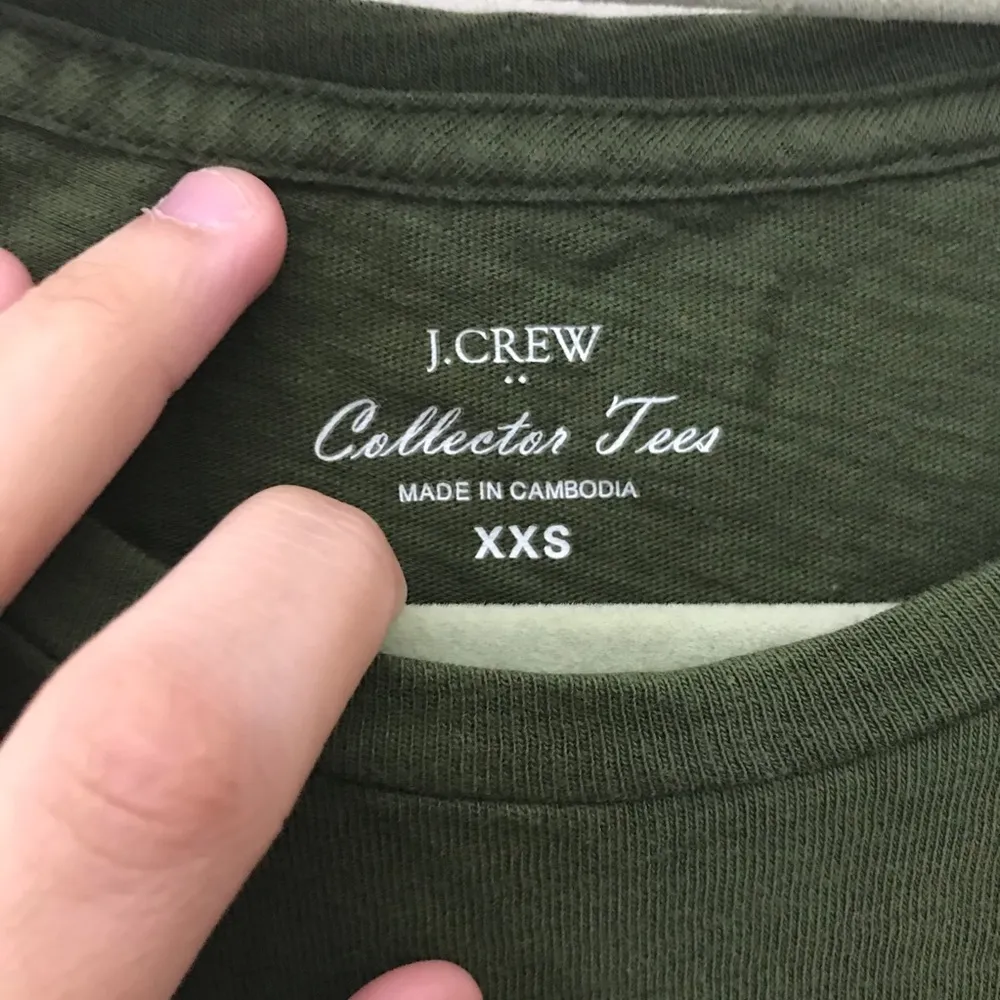 J.CREW
Collector Tees
MADE IN CAMBODIA
XXS